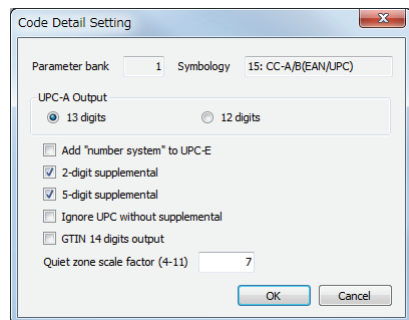 Code Detail Setting
Parameter bank 1 Symbology 15: CC-A/B(EAN/UPC)
UPC-A Output
13 digits 12 digits
Add "number system" to UPC-E
2-digit supplemental
5-digit supplemental
Ignore UPC without supplemental
GTIN 14 digits output
Quiet zone scale factor (4-11) 7
OK Cancel